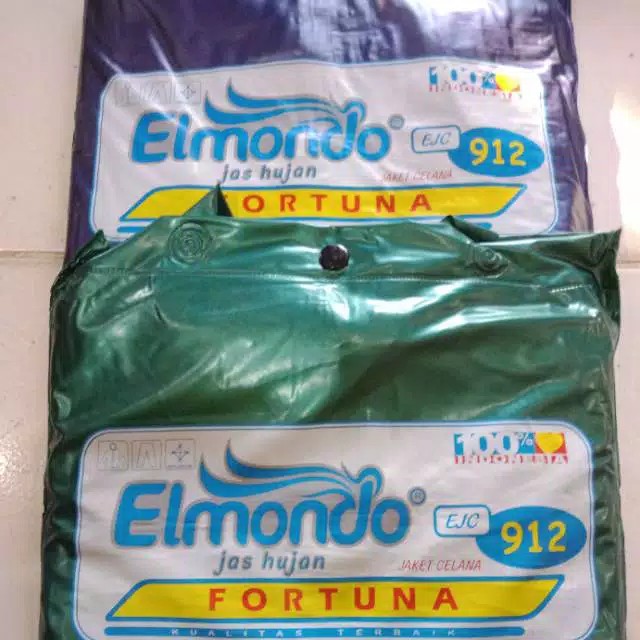 100%
INDONESIA
Elmondo®
jas hujan
EJC
912
JAKET CELANA
FORTUNA
100%
INDONESIA
Elmondo®
jas hujan
EJC
912
JAKET CELANA
FORTUNA
KUALITAS TERBAIK